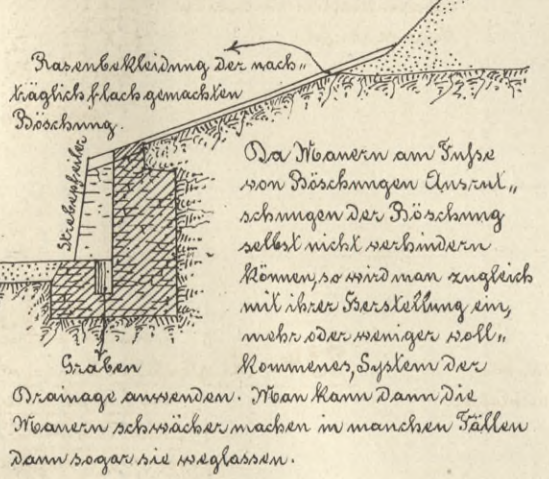 Rasenbekleidung der nach„
träglich flach gemachten
Böschung.
Strebepfeiler
Graben
Da Mauern am Fuße
von Böschungen Ausrut„
schungen der Böschung
selbst nicht verhindern
können, so wird man zugleich
mit ihrer Herstellung ein,
mehr oder weniger voll„
kommenes, System der
Drainage anwenden. Man kann dann die
Mauern schwächer machen in manchen Fällen
dann sogar sie weglassen.